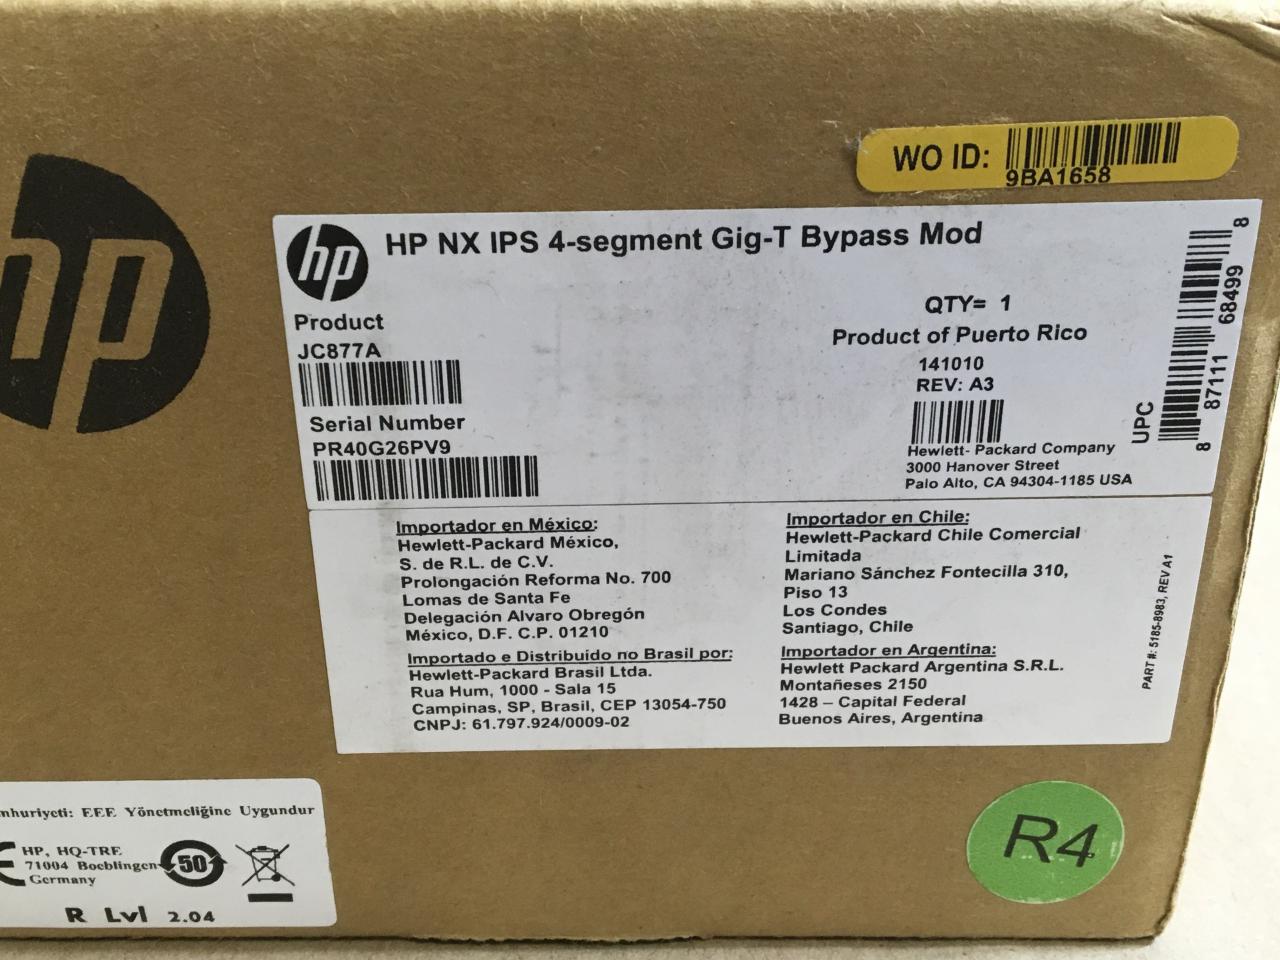 hp
WO ID:
9BA1658
hp
HP NX IPS 4-segment Gig-T Bypass Mod
QTY= 1
Product of Puerto Rico
141010
REV: A3
Product
JC877A
Serial Number
PR40G26PV9
Hewlett- Packard Company
3000 Hanover Street
Palo Alto, CA 94304-1185 USA
UPC
8 87111 68499 8
Importador en México:
Hewlett-Packard México,
S. de R.L. de C.V.
Prolongación Reforma No. 700
Lomas de Santa Fe
Delegación Alvaro Obregón
México, D.F. C.P. 01210
Importado e Distribuido no Brasil por:
Hewlett-Packard Brasil Ltda.
Rua Hum, 1000 - Sala 15
Campinas, SP, Brasil, CEP 13054-750
CNPJ: 61.797.924/0009-02
Importador en Chile:
Hewlett-Packard Chile Comercial
Limitada
Mariano Sánchez Fontecilla 310,
Piso 13
Los Condes
Santiago, Chile
Importador en Argentina:
Hewlett Packard Argentina S.R.L.
Montañeses 2150
1428 – Capital Federal
Buenos Aires, Argentina
PART #: 5185-8983, REV A1
mhuriyeti: EEE Yönetmeliğine Uygundur
HP, HQ-TRE
71004 Boeblingen
Germany
50
R Lvl 2.04
R4